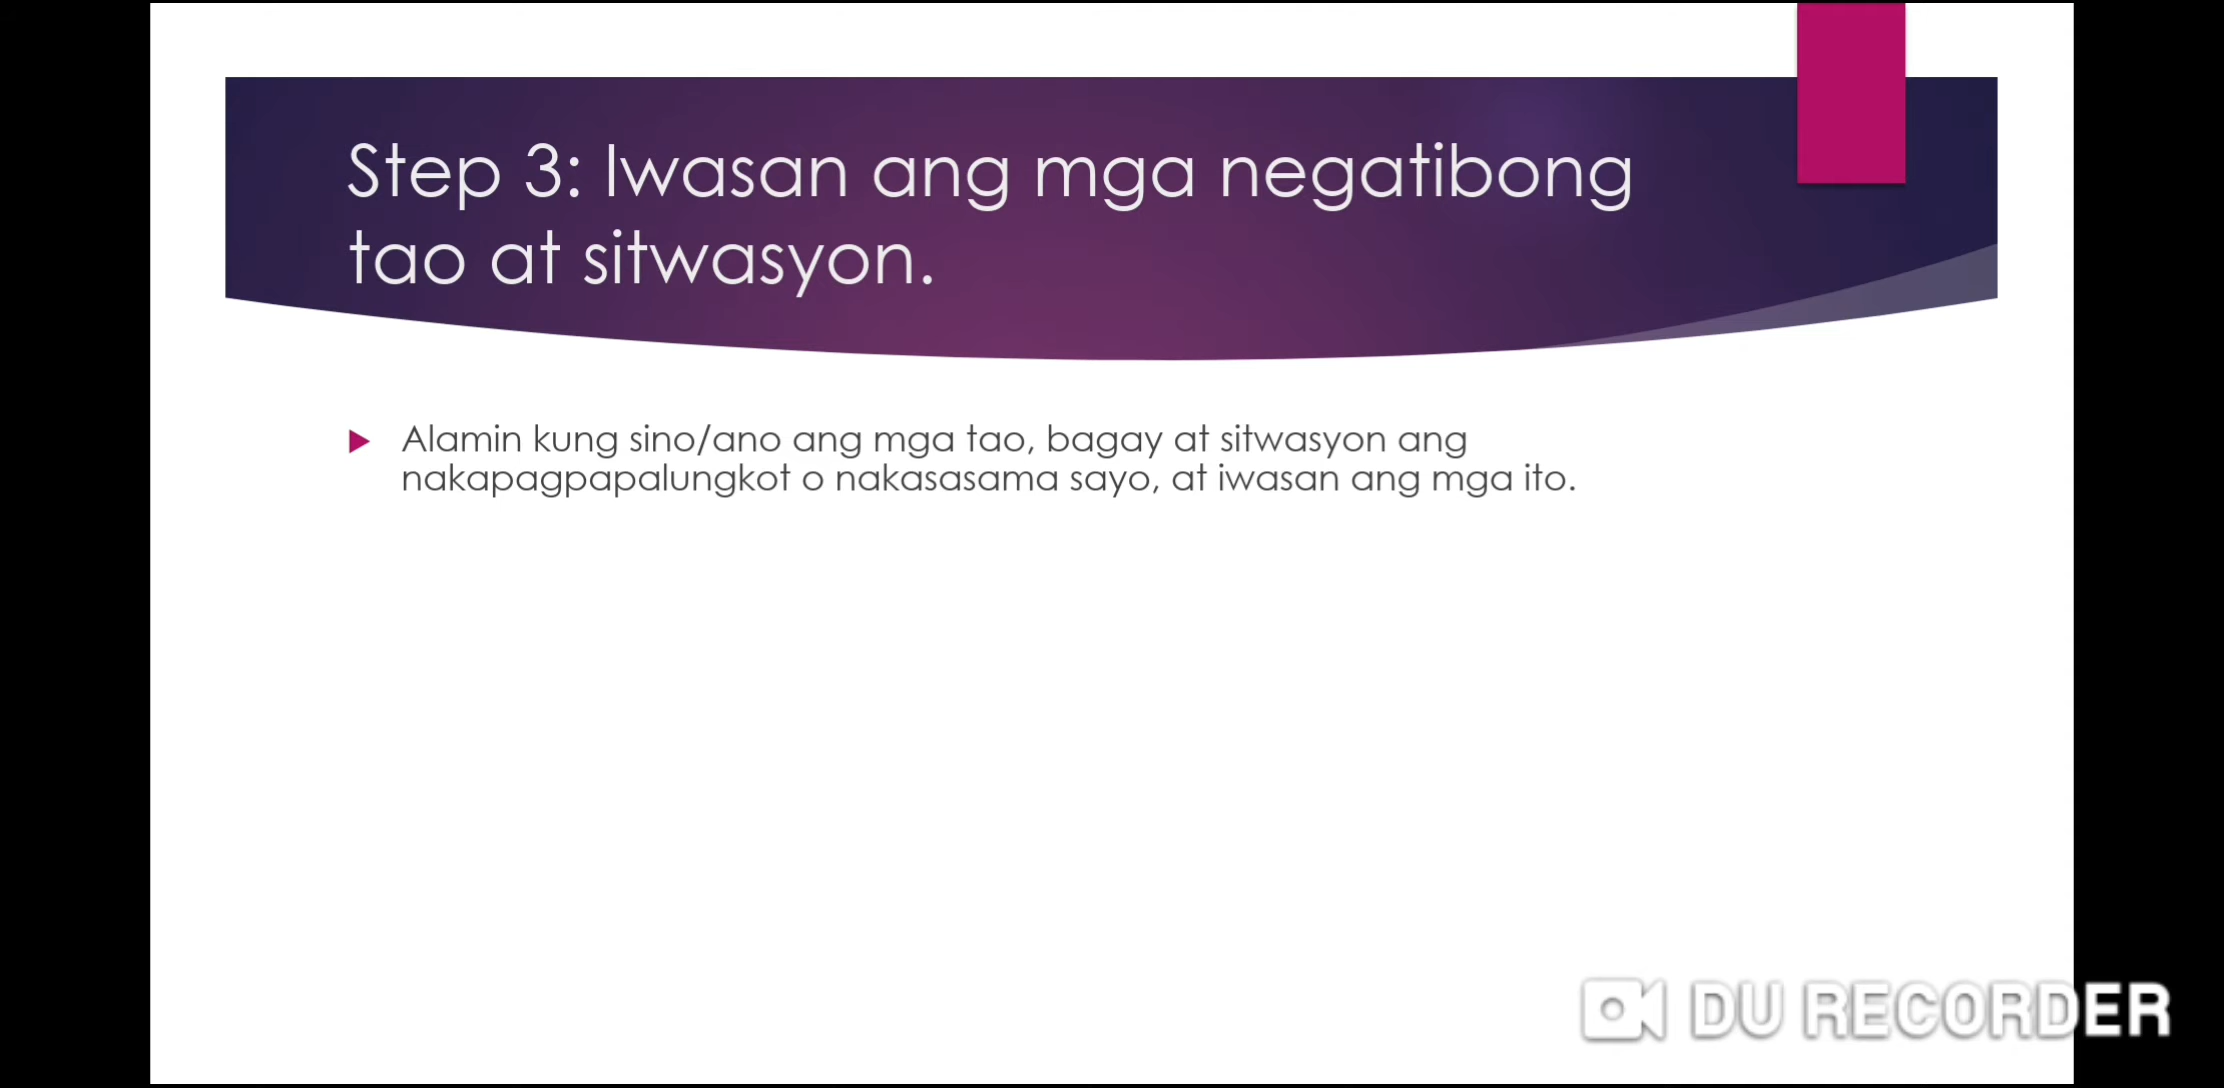 Step 3: Iwasan ang mga negatibong
tao at sitwasyon.
Alamin kung sino/ano ang mga tao, bagay at sitwasyon ang
nakapagpapalungkot o nakasasama sayo, at iwasan ang mga ito.
DU RECORDER